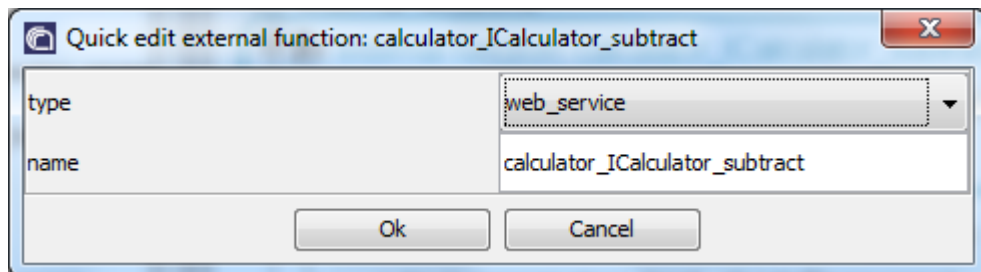 Quick edit external function: calculator_ICalculator_subtract
type web_service
name calculator_ICalculator_subtract
Ok Cancel